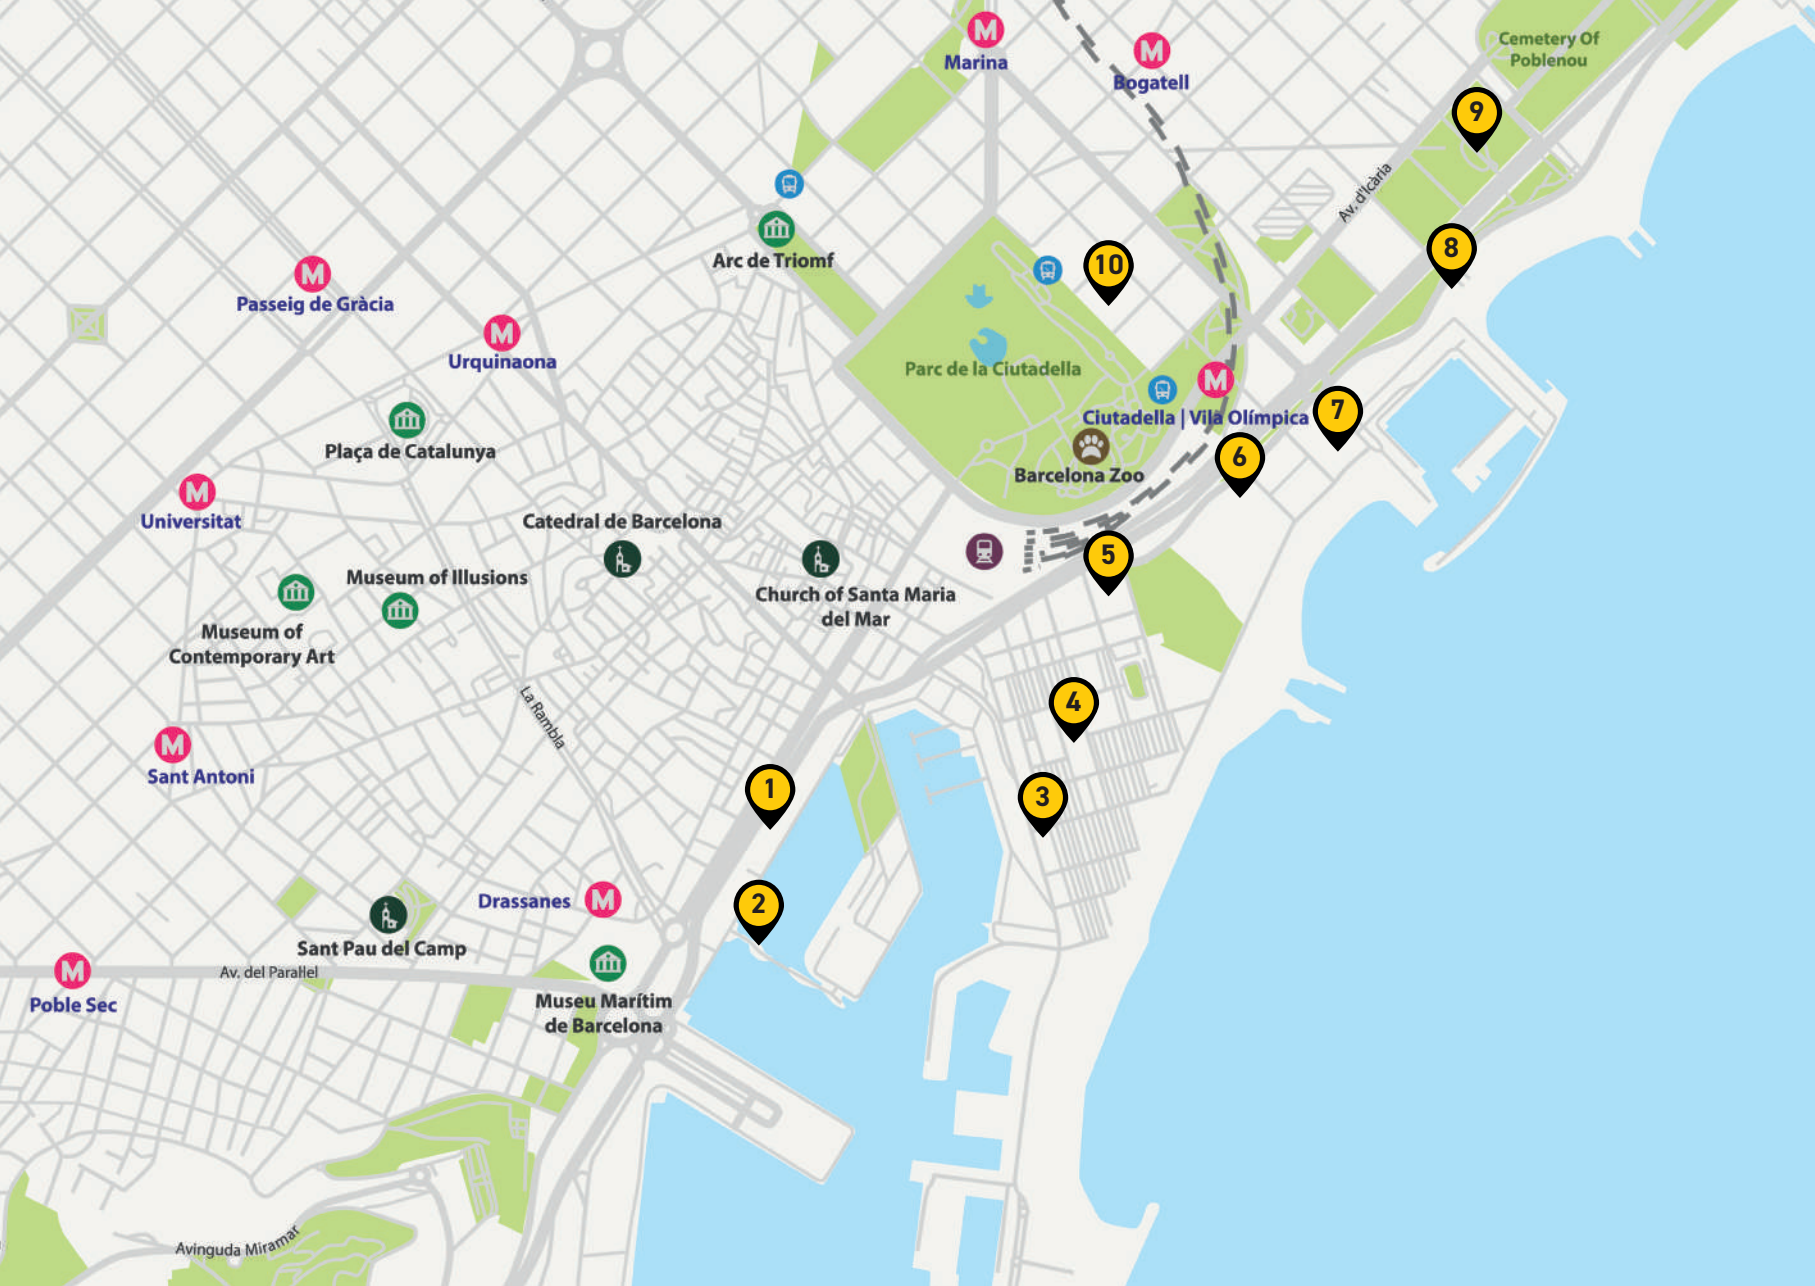 M
Marina
M
Bogatell
Cemetery Of
Poblenou
9
Av. d'Icària
Arc de Triomf
8
10
M
Passeig de Gràcia
M
Urquinaona
Parc de la Ciutadella
M
Ciutadella | Vila Olímpica
7
Plaça de Catalunya
6
Barcelona Zoo
M
Universitat
Catedral de Barcelona
5
Museum of Illusions
Church of Santa Maria
del Mar
Museum of
Contemporary Art
La Rambla
4
M
Sant Antoni
1
3
Drassanes
M
2
Sant Pau del Camp
M
Av. del Paral·lel
Poble Sec
Museu Marítim
de Barcelona
Avinguda Miramar